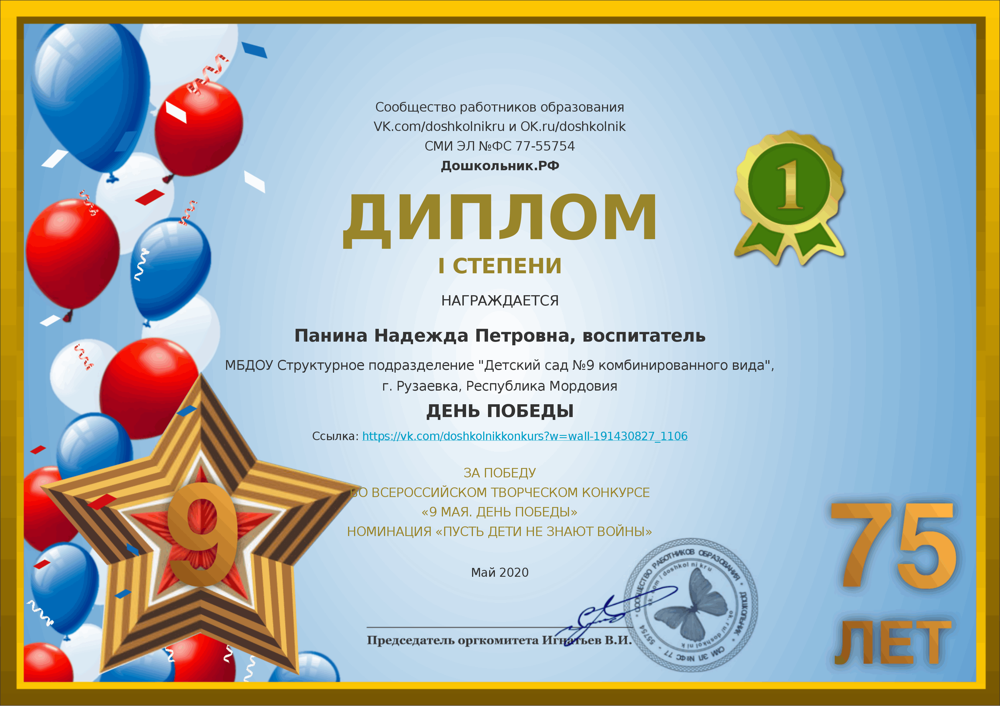 Сообщество работников образования
VK.com/doshkolnikru и OK.ru/doshkolnik
СМИ ЭЛ №ФС 77-55754
Дошкольник.РФ
ДИПЛОМ
I СТЕПЕНИ
1
НАГРАЖДАЕТСЯ
Панина Надежда Петровна, воспитатель
МБДОУ Структурное подразделение "Детский сад №9 комбинированного вида",
г. Рузаевка, Республика Мордовия
ДЕНЬ ПОБЕДЫ
Ссылка: https://vk.com/doshkolnikkonkurs?w=wall-191430827_1106
ЗА ПОБЕДУ
ВО ВСЕРОССИЙСКОМ ТВОРЧЕСКОМ КОНКУРСЕ
«9 МАЯ. ДЕНЬ ПОБЕДЫ»
НОМИНАЦИЯ «ПУСТЬ ДЕТИ НЕ ЗНАЮТ ВОЙНЫ»
9
75
ЛЕТ
Май 2020
Председатель оргкомитета Игнатьев В.И.
* СООБЩЕСТВО РАБОТНИКОВ ОБРАЗОВАНИЯ * ДОШКОЛЬНИК * СМИ ЭЛ №ФС 77 - 55754
vk.com/doshkolnikru
ok.ru/doshkolnik